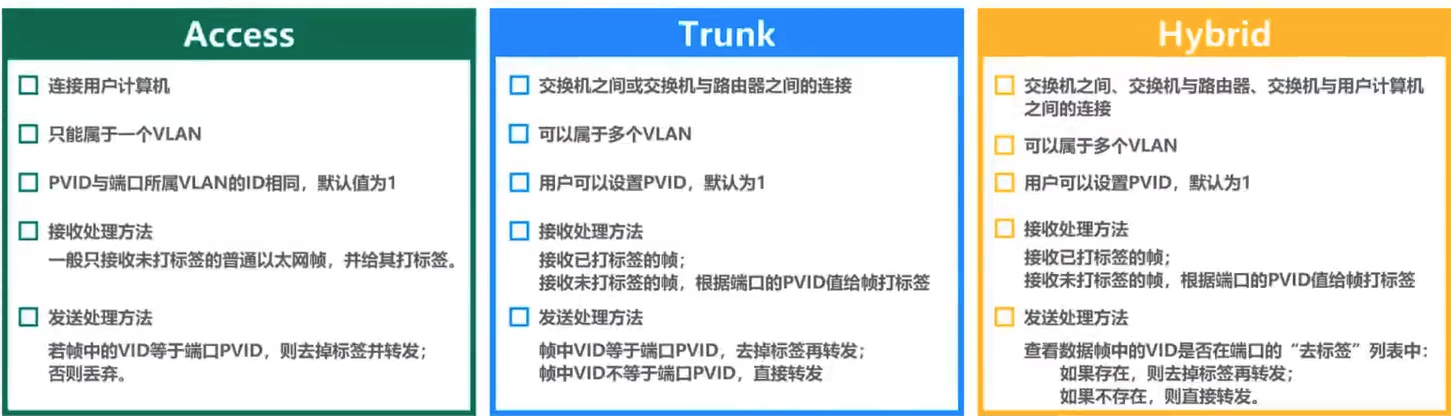 Access
连接用户计算机
只能属于一个VLAN
PVID与端口所属VLAN的ID相同，默认值为1
接收处理方法
一般只接收未打标签的普通以太网帧，并给其打标签。
发送处理方法
若帧中的VID等于端口PVID，则去掉标签并转发；
否则丢弃。
Trunk
交换机之间或交换机与路由器之间的连接
可以属于多个VLAN
用户可以设置PVID，默认为1
接收处理方法
接收已打标签的帧；
接收未打标签的帧，根据端口的PVID值给帧打标签
发送处理方法
帧中VID等于端口PVID，去掉标签再转发；
帧中VID不等于端口PVID，直接转发
Hybrid
交换机之间、交换机与路由器、交换机与用户计算机
之间的连接
可以属于多个VLAN
用户可以设置PVID，默认为1
接收处理方法
接收已打标签的帧；
接收未打标签的帧，根据端口的PVID值给帧打标签
发送处理方法
查看数据帧中的VID是否在端口的“去标签”列表中：
如果存在，则去掉标签再转发；
如果不存在，则直接转发。